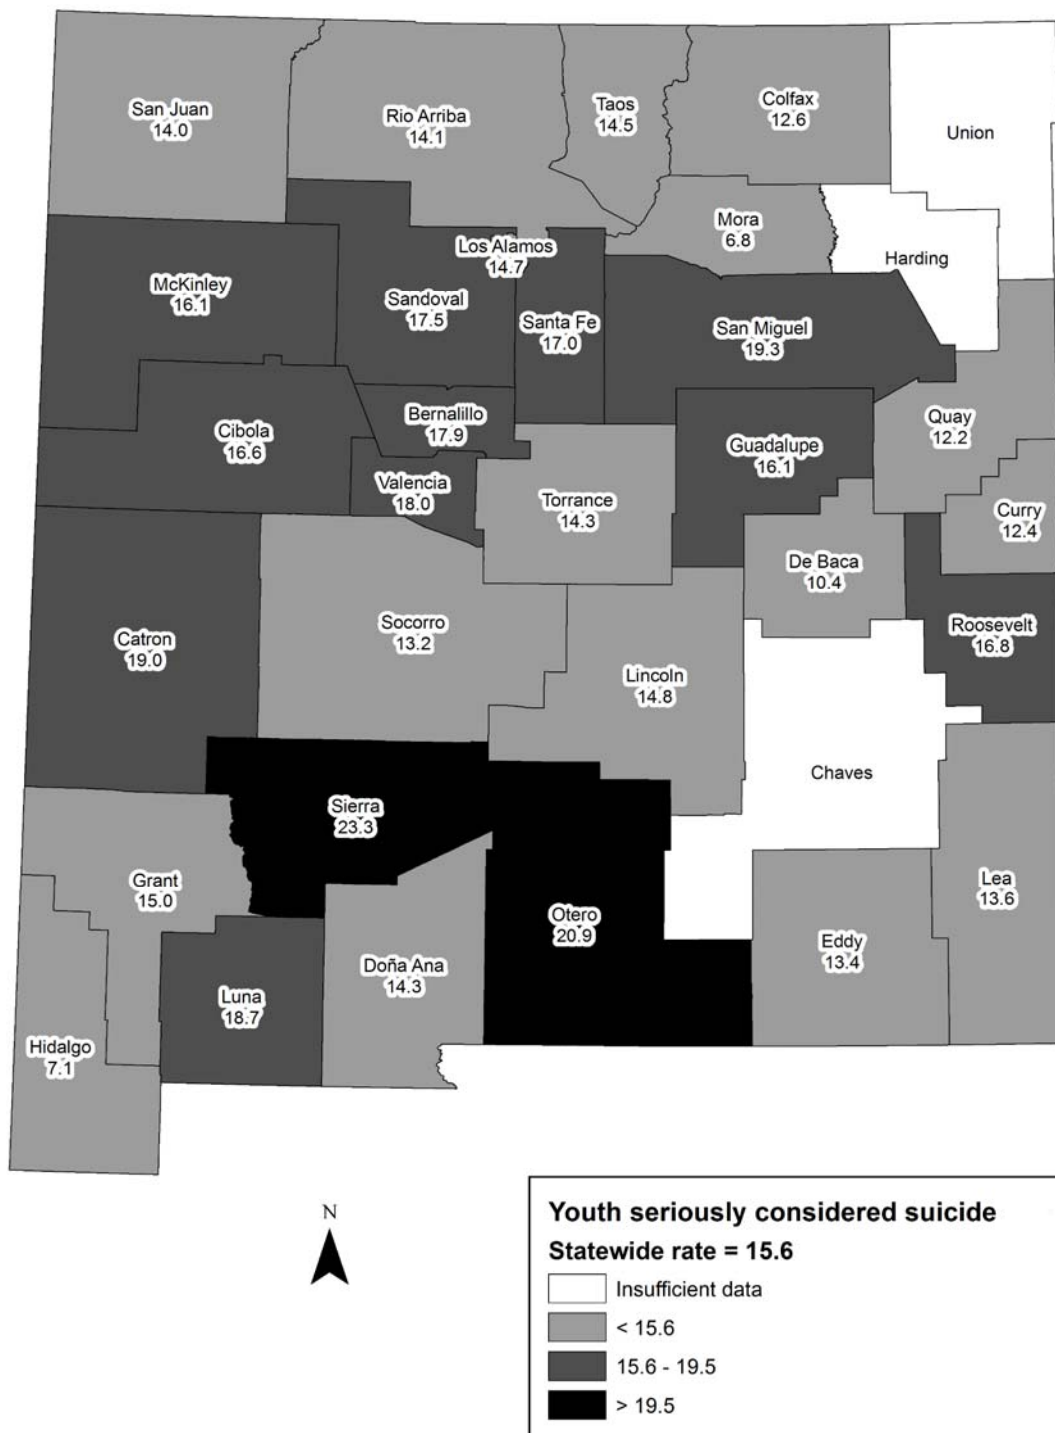 San Juan
14.0
Rio Arriba
14.1
Taos
14.5
Colfax
12.6
Union
Mora
6.8
Harding
Los Alamos
14.7
McKinley
16.1
Sandoval
17.5
Santa Fe
17.0
San Miguel
19.3
Bernalillo
17.9
Quay
12.2
Cibola
16.6
Guadalupe
16.1
Valencia
18.0
Torrance
14.3
Curry
12.4
De Baca
10.4
Socorro
13.2
Roosevelt
16.8
Catron
19.0
Lincoln
14.8
Chaves
Sierra
23.3
Grant
15.0
Lea
13.6
Otero
20.9
Eddy
13.4
Doña Ana
14.3
Luna
18.7
Hidalgo
7.1
N
Youth seriously considered suicide
Statewide rate = 15.6
Insufficient data
< 15.6
15.6 - 19.5
> 19.5